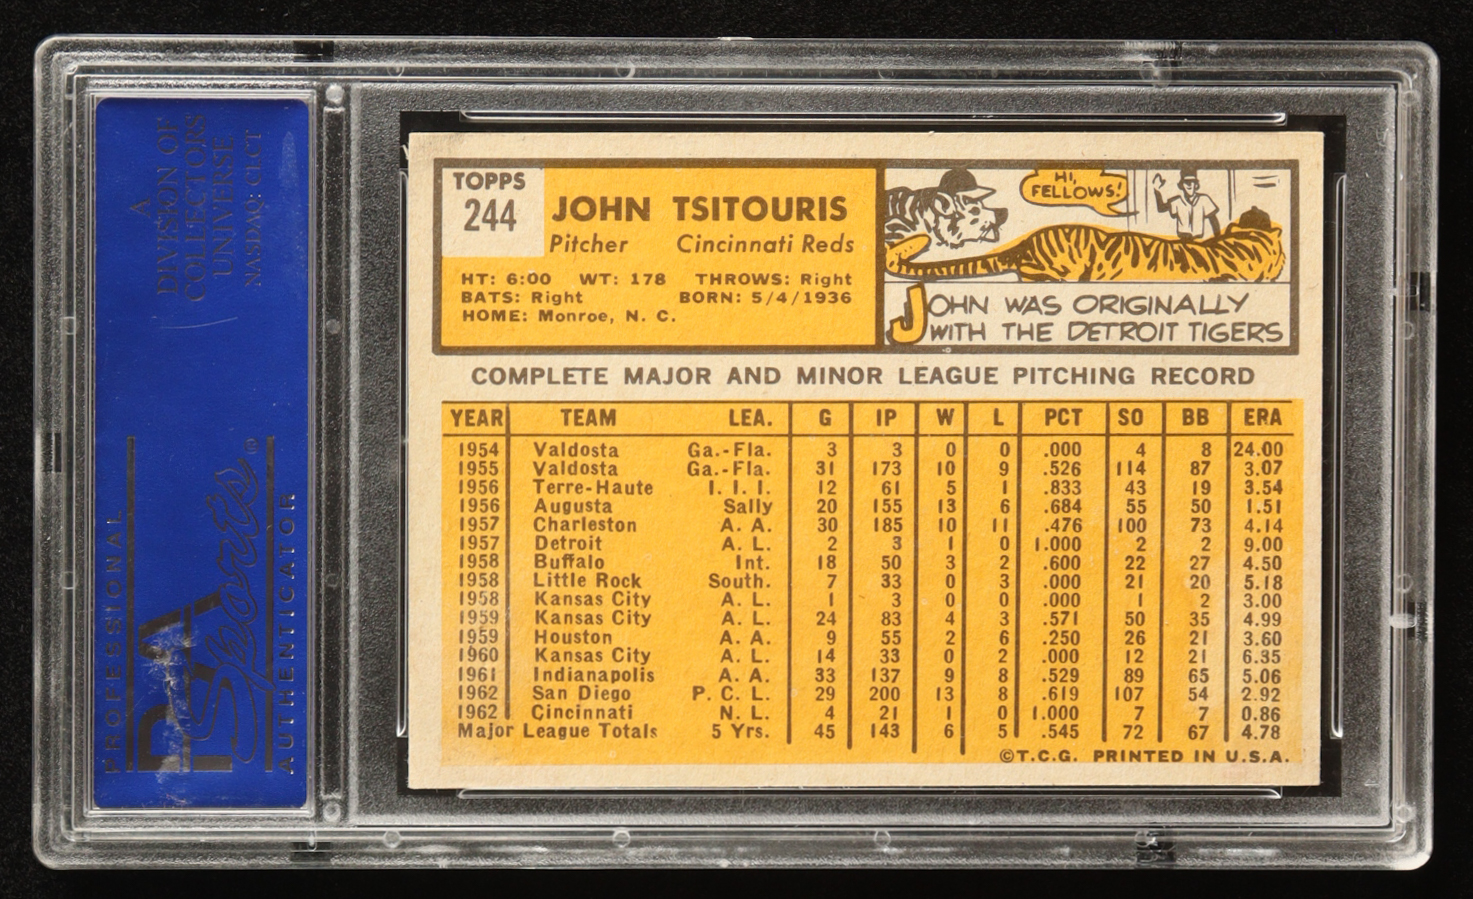 A
DIVISION OF
COLLECTORS
UNIVERSE
NASDAQ: CLCT
PROFESSIONAL
PSA
Sports ®
AUTHENTICATOR
TOPPS
244
JOHN TSITOURIS
Pitcher Cincinnati Reds
HT: 6:00 WT: 178 THROWS: Right
BATS: Right BORN: 5/4/1936
HOME: Monroe, N. C.
HI,
FELLOWS!
JOHN WAS ORIGINALLY
WITH THE DETROIT TIGERS
COMPLETE MAJOR AND MINOR LEAGUE PITCHING RECORD
YEAR TEAM LEA. G IP W L PCT SO BB ERA
1954 Valdosta Ga.-Fla. 3 3 0 0 .000 4 8 24.00
1955 Valdosta Ga.-Fla. 31 173 10 9 .526 114 87 3.07
1956 Terre-Haute I. I. I. 12 61 5 1 .833 43 19 3.54
1956 Augusta Sally 20 155 13 6 .684 55 50 1.51
1957 Charleston A. A. 30 185 10 11 .476 100 73 4.14
1957 Detroit A. L. 2 3 1 0 1.000 2 2 9.00
1958 Buffalo Int. 18 50 3 2 .600 22 27 4.50
1958 Little Rock South. 7 33 0 3 .000 21 20 5.18
1958 Kansas City A. L. 1 3 0 0 .000 1 2 3.00
1959 Kansas City A. L. 24 83 4 3 .571 50 35 4.99
1959 Houston A. A. 9 55 2 6 .250 26 21 3.60
1960 Kansas City A. L. 14 33 0 2 .000 12 21 6.35
1961 Indianapolis A. A. 33 137 9 8 .529 89 65 5.06
1962 San Diego P. C. L. 29 200 13 8 .619 107 54 2.92
1962 Cincinnati N. L. 4 21 1 0 1.000 7 7 0.86
Major League Totals 5 Yrs. 45 143 6 5 .545 72 67 4.78
©T.C.G. PRINTED IN U.S.A.